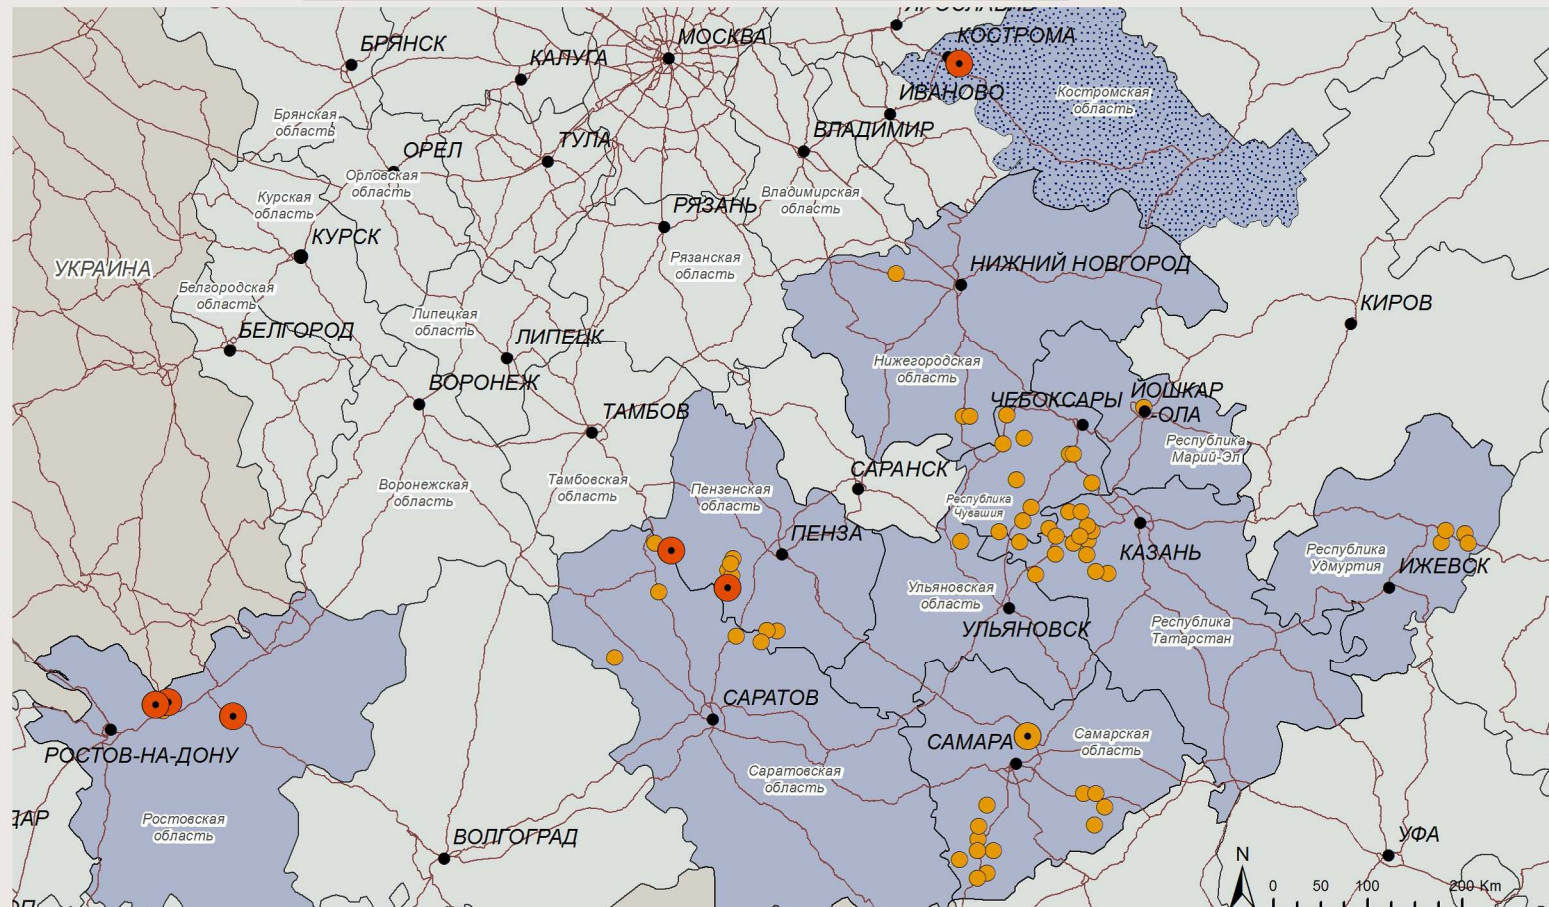 БРЯНСК
КАЛУГА
МОСКВА
КОСТРОМА
ИВАНОВО
Костромская
область
Брянская
область
ОРЕЛ
ТУЛА
ВЛАДИМИР
Орловская
область
Курская
область
Владимирская
область
РЯЗАНЬ
КУРСК
УКРАИНА
Рязанская
область
НИЖНИЙ НОВГОРОД
Белгородская
область
КИРОВ
БЕЛГОРОД
Липецкая
область
ЛИПЕЦК
Нижегородская
область
ВОРОНЕЖ
ТАМБОВ
ЧЕБОКСАРЫ
ЙОШКАР
-ОЛА
Республика
Марий-Эл
САРАНСК
Воронежская
область
Тамбовская
область
Пензенская
область
Республика
Чувашия
ПЕНЗА
КАЗАНЬ
Республика
Удмуртия
ИЖЕВСК
Ульяновская
область
УЛЬЯНОВСК
Республика
Татарстан
САРАТОВ
РОСТОВ-НА-ДОНУ
САМАРА
Самарская
область
Саратовская
область
Ростовская
область
ДАР
ВОЛГОГРАД
УФА
N
0 50 100 200 Km